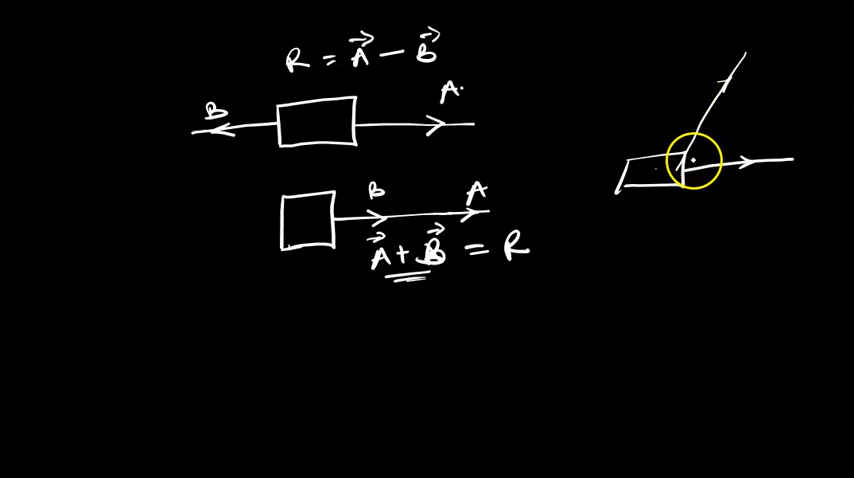 R = A⃗ − B⃗
B A.
B A
A⃗ + B⃗ = R